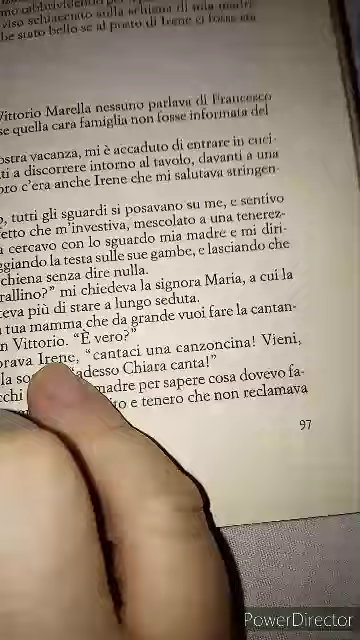 viso schiacciato sulla schiena di mia madre
be stato bello se al posto di Irene ci fosse sta
Vittorio Marella nessuno parlava di Francesco
se quella cara famiglia non fosse informata del
ostra vacanza, mi è accaduto di entrare in cuci-
ti a discorrere intorno al tavolo, davanti a una
oro c'era anche Irene che mi salutava stringen-
o, tutti gli sguardi si posavano su me, e sentivo
etto che m'investiva, mescolato a una tenerez-
a cercavo con lo sguardo mia madre e mi diri-
ggiando la testa sulle sue gambe, e lasciando che
chiena senza dire nulla.
rallino?" mi chiedeva la signora Maria, a cui la
teva più di stare a lungo seduta.
a tua mamma che da grande vuoi fare la cantan-
n Vittorio. "È vero?"
orava Irene, "cantaci una canzoncina! Vieni,
la so "adesso Chiara canta!"
cchi madre per sapere cosa dovevo fa-
to e tenero che non reclamava
97
PowerDirector